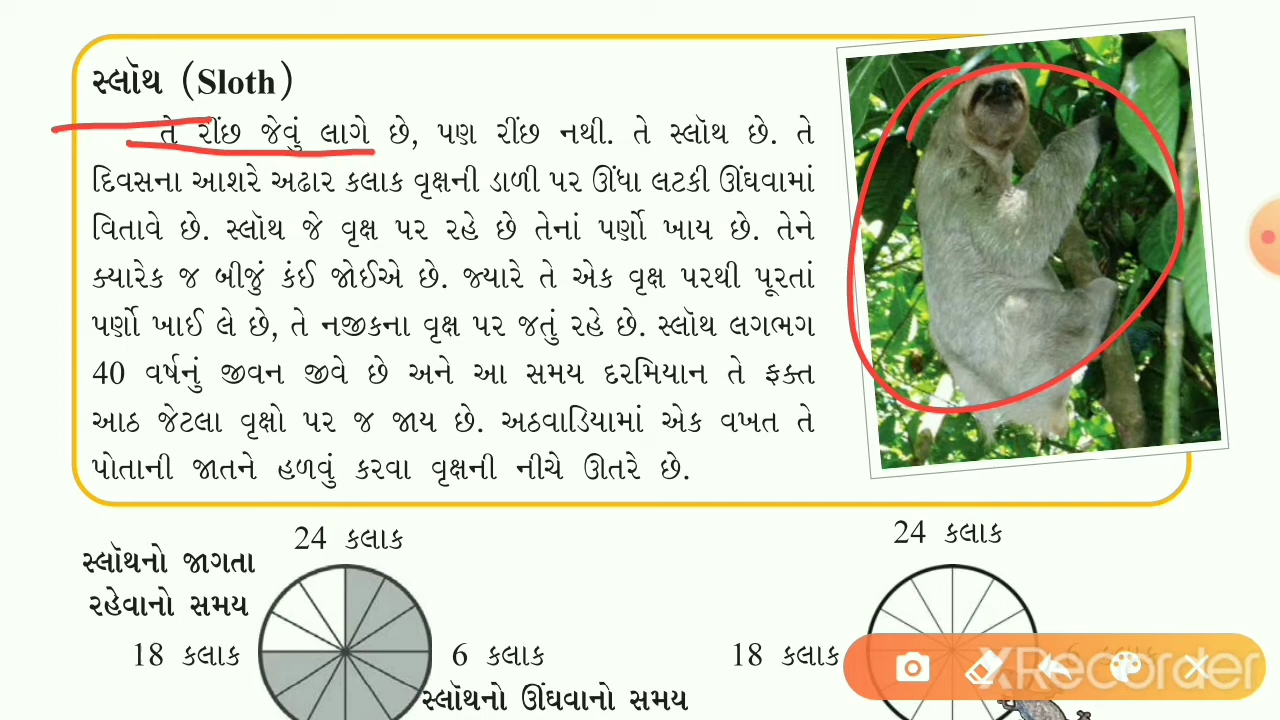 સ્લૉથ (Sloth)
તે રીંછ જેવું લાગે છે, પણ રીંછ નથી. તે સ્લૉથ છે. તે
દિવસના આશરે અઢાર કલાક વૃક્ષની ડાળી પર ઊંધા લટકી ઊંઘવામાં
વિતાવે છે. સ્લૉથ જે વૃક્ષ પર રહે છે તેનાં પર્ણો ખાય છે. તેને
ક્યારેક જ બીજું કંઈ જોઈએ છે. જ્યારે તે એક વૃક્ષ પરથી પૂરતાં
પર્ણો ખાઈ લે છે, તે નજીકના વૃક્ષ પર જતું રહે છે. સ્લૉથ લગભગ
40 વર્ષનું જીવન જીવે છે અને આ સમય દરમિયાન તે ફક્ત
આઠ જેટલા વૃક્ષો પર જ જાય છે. અઠવાડિયામાં એક વખત તે
પોતાની જાતને હળવું કરવા વૃક્ષની નીચે ઊતરે છે.
24 કલાક
24 કલાક
સ્લૉથનો જાગતા
રહેવાનો સમય
18 કલાક
6 કલાક
18 કલાક
6 કલાક
સ્લૉથનો ઊંઘવાનો સમય
XRecorder